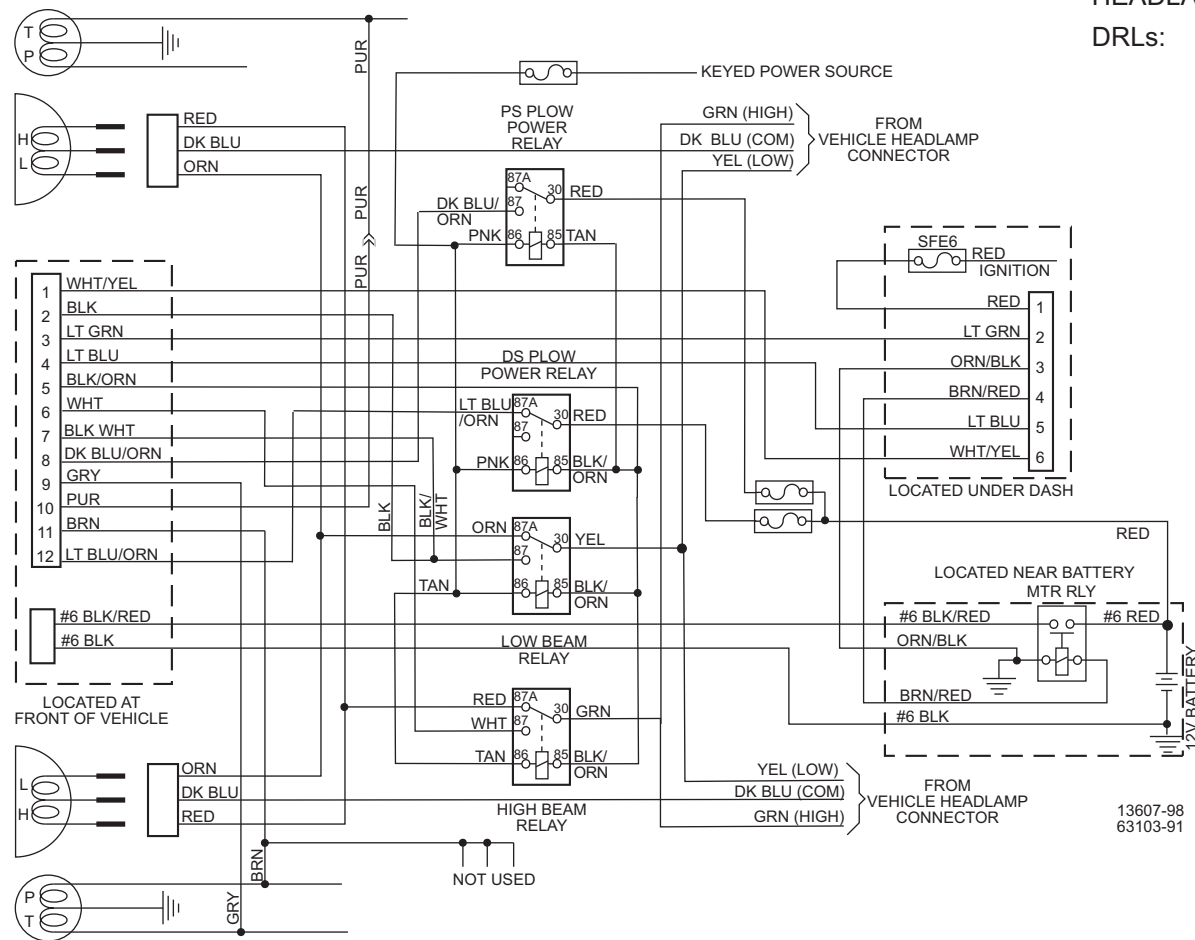 HEADLA
DRLs:
T
P
PUR
KEYED POWER SOURCE
PS PLOW
POWER
RELAY
GRN (HIGH)
DK BLU (COM)
YEL (LOW)
FROM
VEHICLE HEADLAMP
CONNECTOR
H
L
RED
DK BLU
ORN
PUR
PUR
87A
30
RED
DK BLU/
ORN
87
PNK
86
85
TAN
SFE6
RED
IGNITION
RED
1
LT GRN
2
ORN/BLK
3
BRN/RED
4
LT BLU
5
WHT/YEL
6
LOCATED UNDER DASH
1
WHT/YEL
2
BLK
3
LT GRN
4
LT BLU
5
BLK/ORN
6
WHT
7
BLK WHT
8
DK BLU/ORN
9
GRY
10
PUR
11
BRN
12
LT BLU/ORN
DS PLOW
POWER RELAY
LT BLU
/ORN
87A
30
RED
87
PNK
86
85
BLK/
ORN
BLK
BLK/
WHT
ORN
87A
30
YEL
87
TAN
86
85
BLK/
ORN
LOW BEAM
RELAY
RED
LOCATED NEAR BATTERY
MTR RLY
#6 BLK/RED
#6 RED
ORN/BLK
BRN/RED
#6 BLK
12V BATTERY
#6 BLK/RED
#6 BLK
LOCATED AT
FRONT OF VEHICLE
RED
87A
30
GRN
WHT
87
TAN
86
85
BLK/
ORN
HIGH BEAM
RELAY
YEL (LOW)
DK BLU (COM)
GRN (HIGH)
FROM
VEHICLE HEADLAMP
CONNECTOR
13607-98
63103-91
L
H
ORN
DK BLU
RED
BRN
NOT USED
P
T
GRY